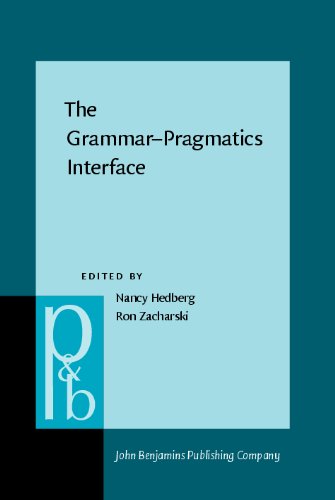 The
Grammar–Pragmatics
Interface
EDITED BY
Nancy Hedberg
Ron Zacharski
p
&
b
John Benjamins Publishing Company